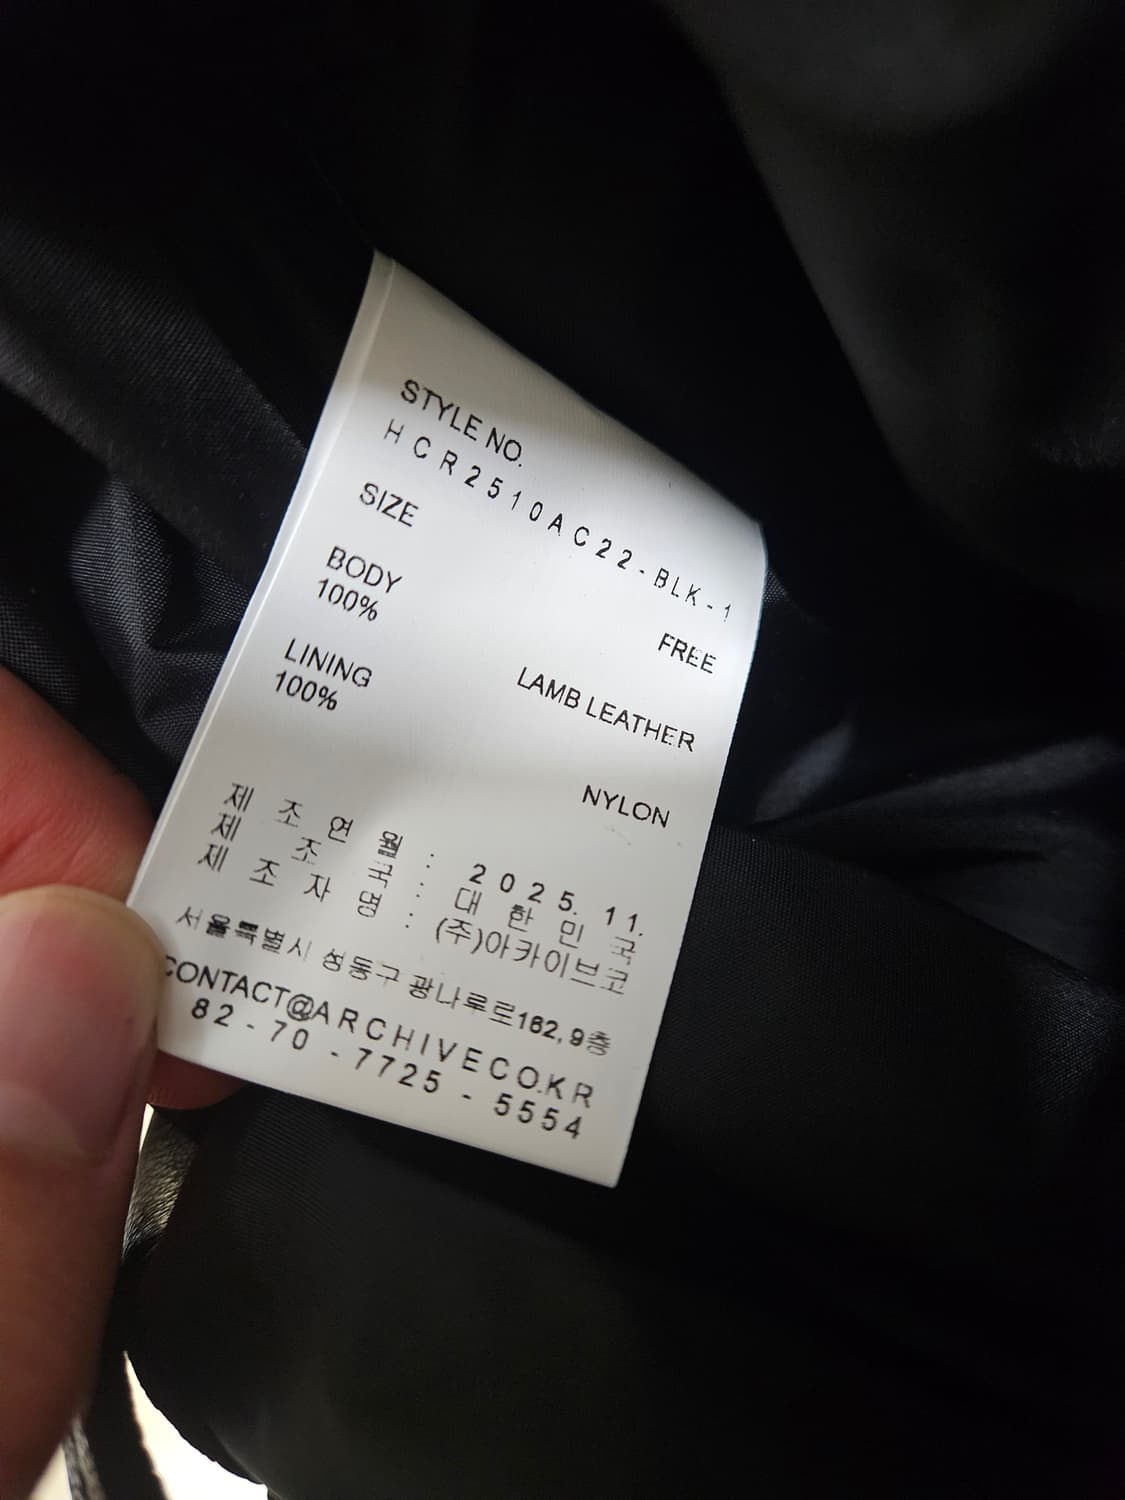 STYLE NO.
HCR2510AC22-BLK-1
SIZE FREE
BODY
100% LAMB LEATHER
LINING
100% NYLON
제 조 연 월 : 2025. 11.
제 조 국 : 대 한 민 국
제 조 자 명 : (주)아카이브코
서울특별시 성동구 광나루로162, 9층
CONTACT@ARCHIVECO.KR
82-70-7725-5554